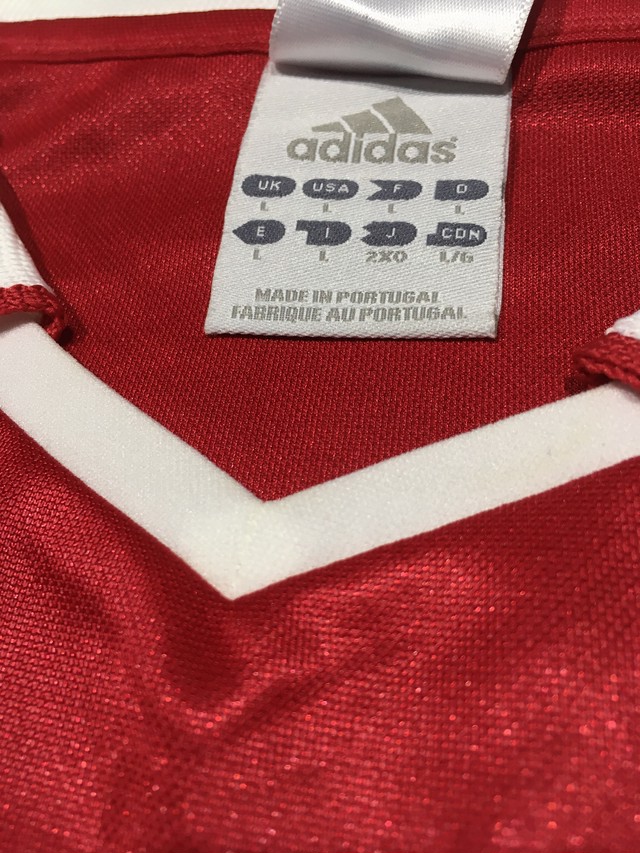 adidas
UK USA F D
L L L L
E I J CDN
L L 2XO L/G
MADE IN PORTUGAL
FABRIQUE AU PORTUGAL